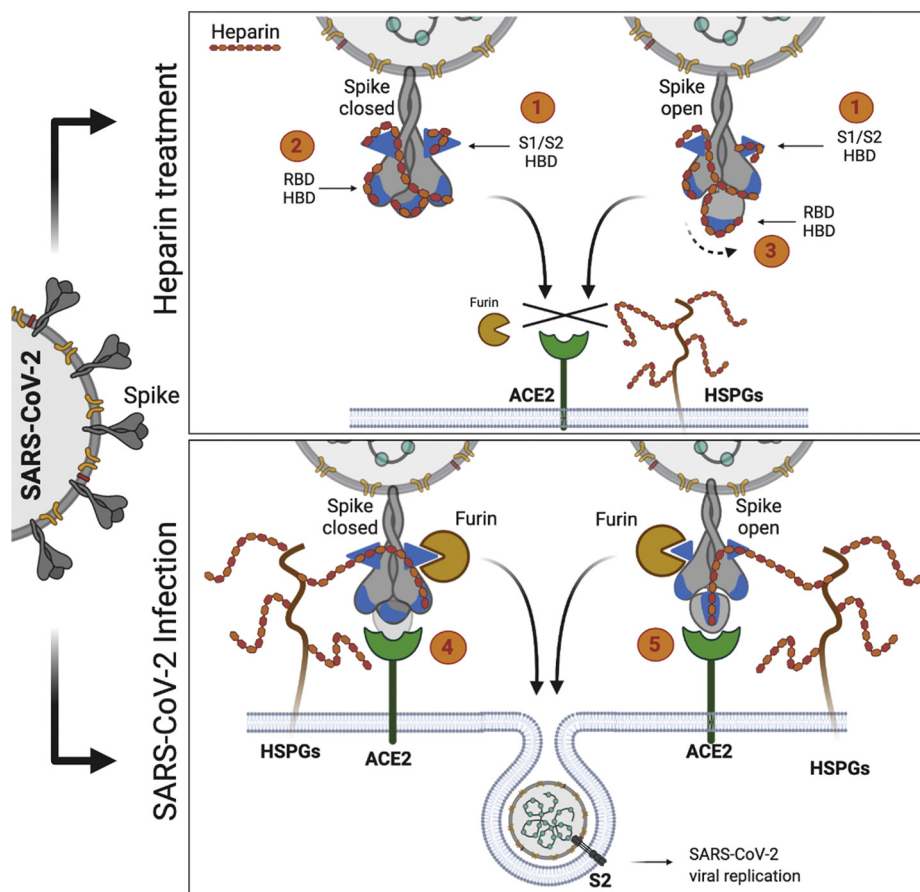 SARS-CoV-2
Spike
Heparin treatment
Heparin
Spike
closed
1
2
S1/S2
HBD
RBD
HBD
Spike
open
1
S1/S2
HBD
RBD
HBD
3
Furin
ACE2
HSPGs
SARS-CoV-2 Infection
Spike
closed
Furin
4
HSPGs
ACE2
Furin
Spike
open
5
ACE2
HSPGs
S2
SARS-CoV-2
viral replication